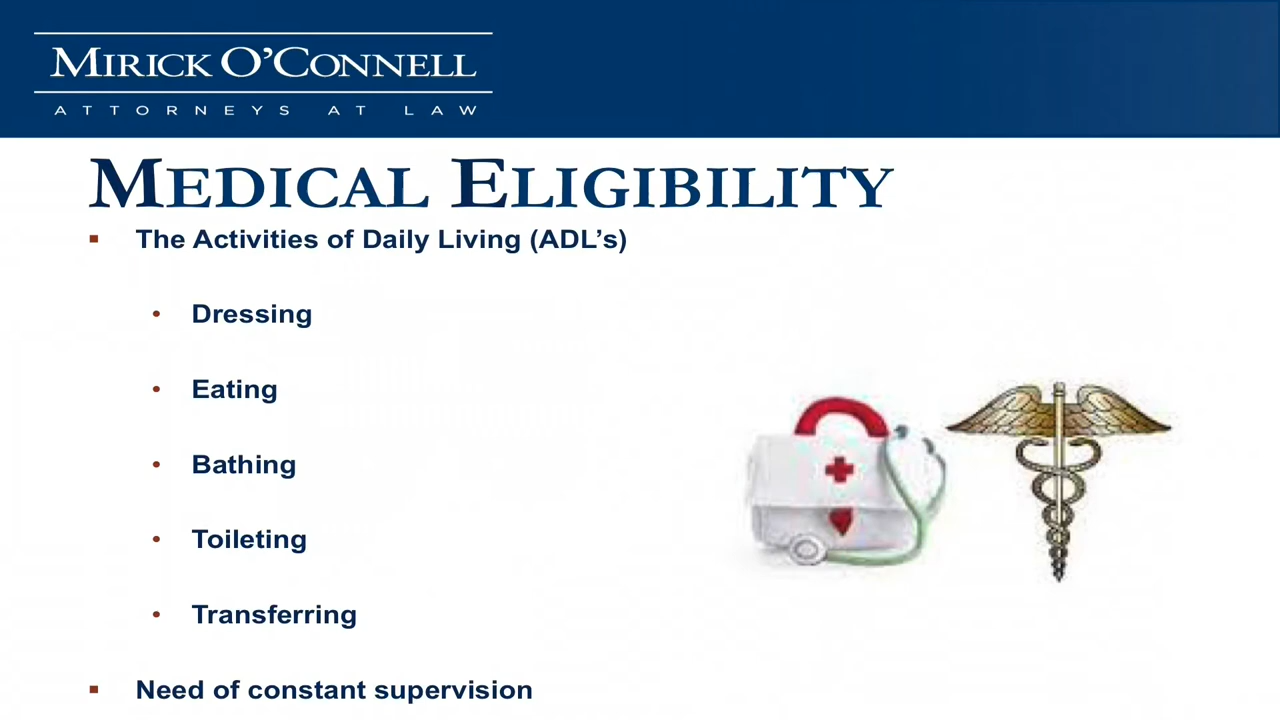 MIRICK O’CONNELL
ATTORNEYS AT LAW
MEDICAL ELIGIBILITY
▪ The Activities of Daily Living (ADL’s)
• Dressing
• Eating
• Bathing
• Toileting
• Transferring
▪ Need of constant supervision